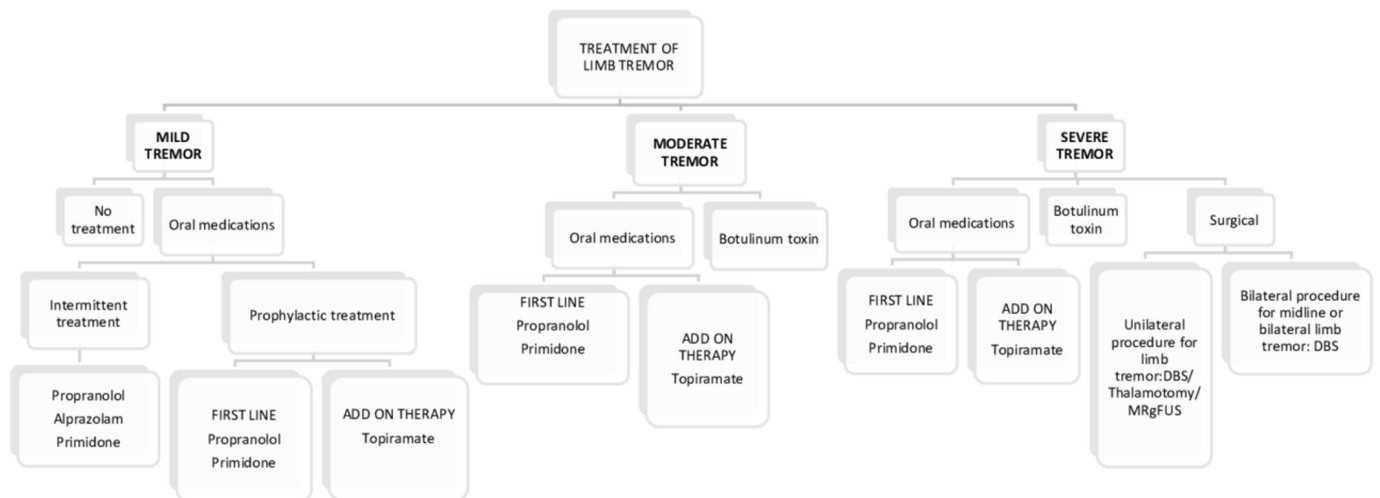 TREATMENT OF
LIMB TREMOR
MILD
TREMOR
MODERATE
TREMOR
SEVERE
TREMOR
No
treatment
Oral medications
Oral medications
Botulinum toxin
Oral medications
Botulinum
toxin
Surgical
Intermittent
treatment
Prophylactic treatment
FIRST LINE
Propranolol
Primidone
ADD ON
THERAPY
Topiramate
FIRST LINE
Propranolol
Primidone
ADD ON
THERAPY
Topiramate
Unilateral
procedure for
limb
tremor:DBS/
Thalamotomy/
MRgFUS
Bilateral procedure
for midline or
bilateral limb
tremor: DBS
Propranolol
Alprazolam
Primidone
FIRST LINE
Propranolol
Primidone
ADD ON THERAPY
Topiramate